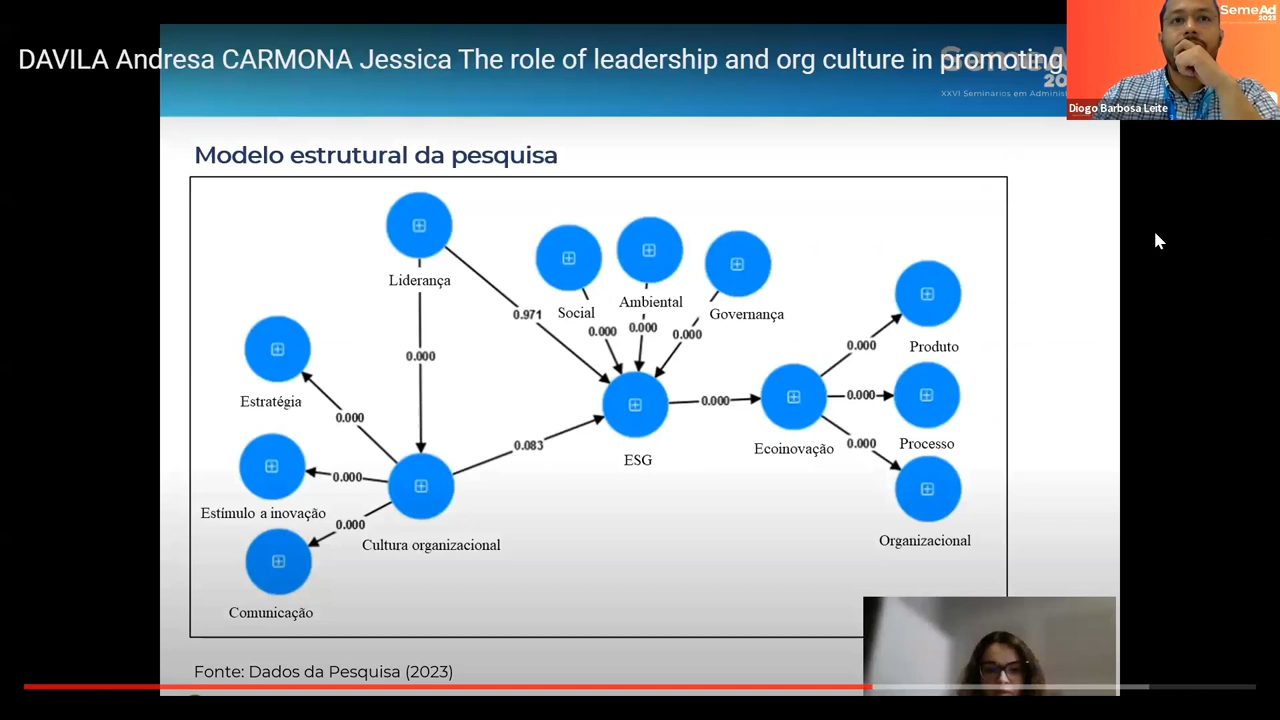 SemeAd
2023
DAVILA Andresa CARMONA Jessica The role of leadership and org culture in promoting
XXVI Seminários em Adminis
Diogo Barbosa Leite
Modelo estrutural da pesquisa
Liderança
Social
Ambiental
Governança
0.971
0.000
0.000
0.000
Produto
0.000
0.000
Estratégia
0.000
0.000
0.000
Processo
Ecoinovação
0.000
0.083
ESG
0.000
Estímulo a inovação
0.000
Cultura organizacional
Organizacional
Comunicação
Fonte: Dados da Pesquisa (2023)